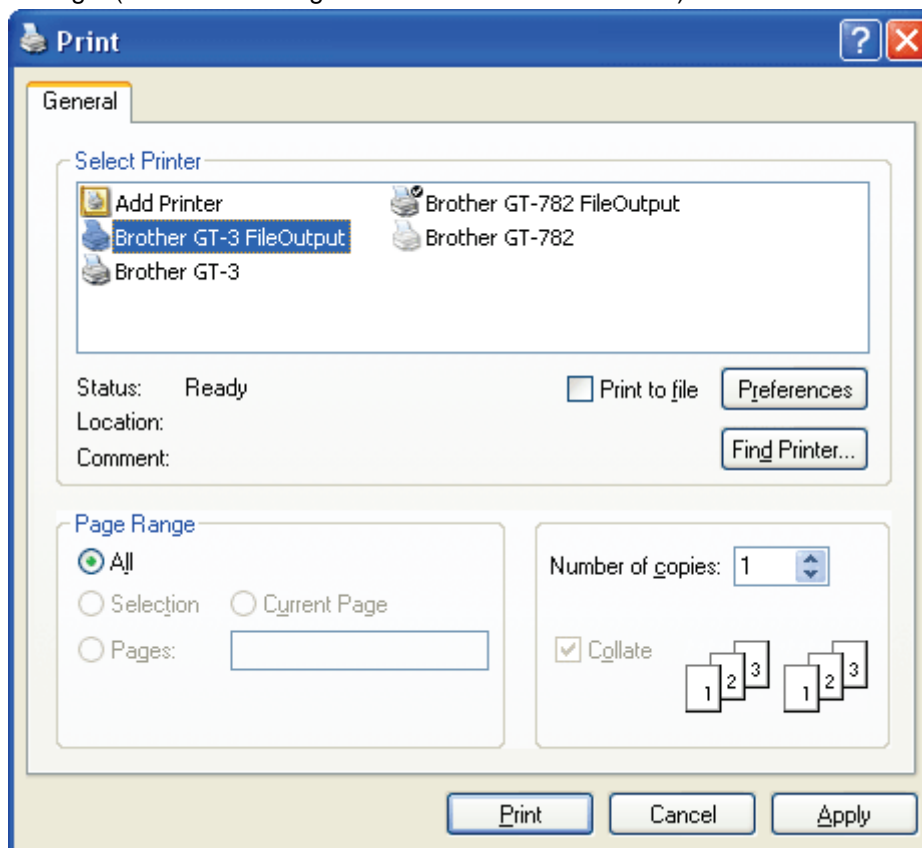 Print
General
Select Printer
Add Printer
Brother GT-3 FileOutput
Brother GT-3
Brother GT-782 FileOutput
Brother GT-782
Status: Ready
Print to file
Preferences
Location:
Comment:
Find Printer...
Page Range
All
Selection
Current Page
Pages:
Number of copies: 1
Collate
1 2 3 1 2 3
Print
Cancel
Apply